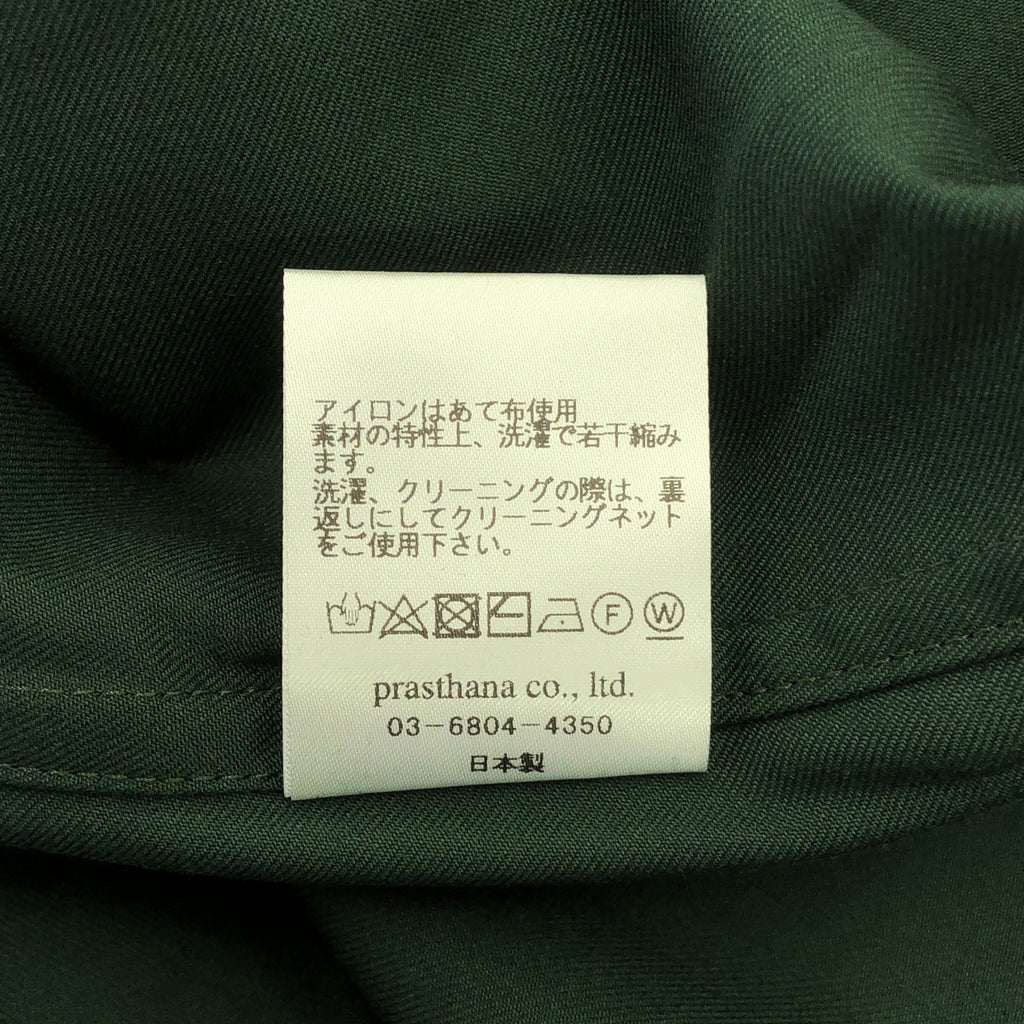 アイロンはあて布使用
素材の特性上、洗濯で若干縮み
ます。
洗濯、クリーニングの際は、裏
返しにしてクリーニングネット
をご使用下さい。
F W
prasthana co., ltd.
03-6804-4350
日本製